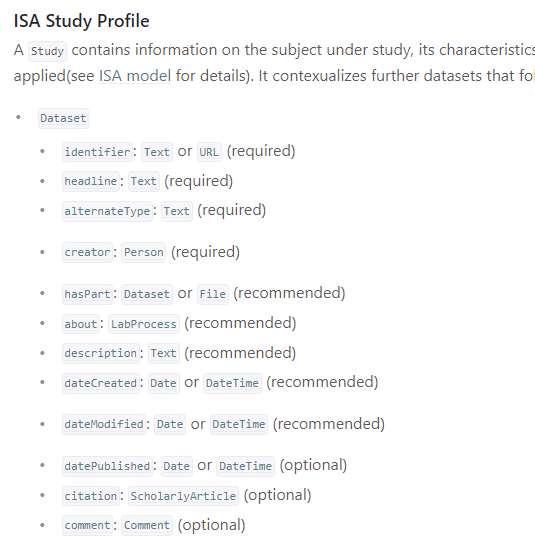 ISA Study Profile
A Study contains information on the subject under study, its characteristics
applied(see ISA model for details). It contexualizes further datasets that fol
Dataset
identifier: Text or URL (required)
headline: Text (required)
alternateType: Text (required)
creator: Person (required)
hasPart: Dataset or File (recommended)
about: LabProcess (recommended)
description: Text (recommended)
dateCreated: Date or DateTime (recommended)
dateModified: Date or DateTime (recommended)
datePublished: Date or DateTime (optional)
citation: ScholarlyArticle (optional)
comment: Comment (optional)